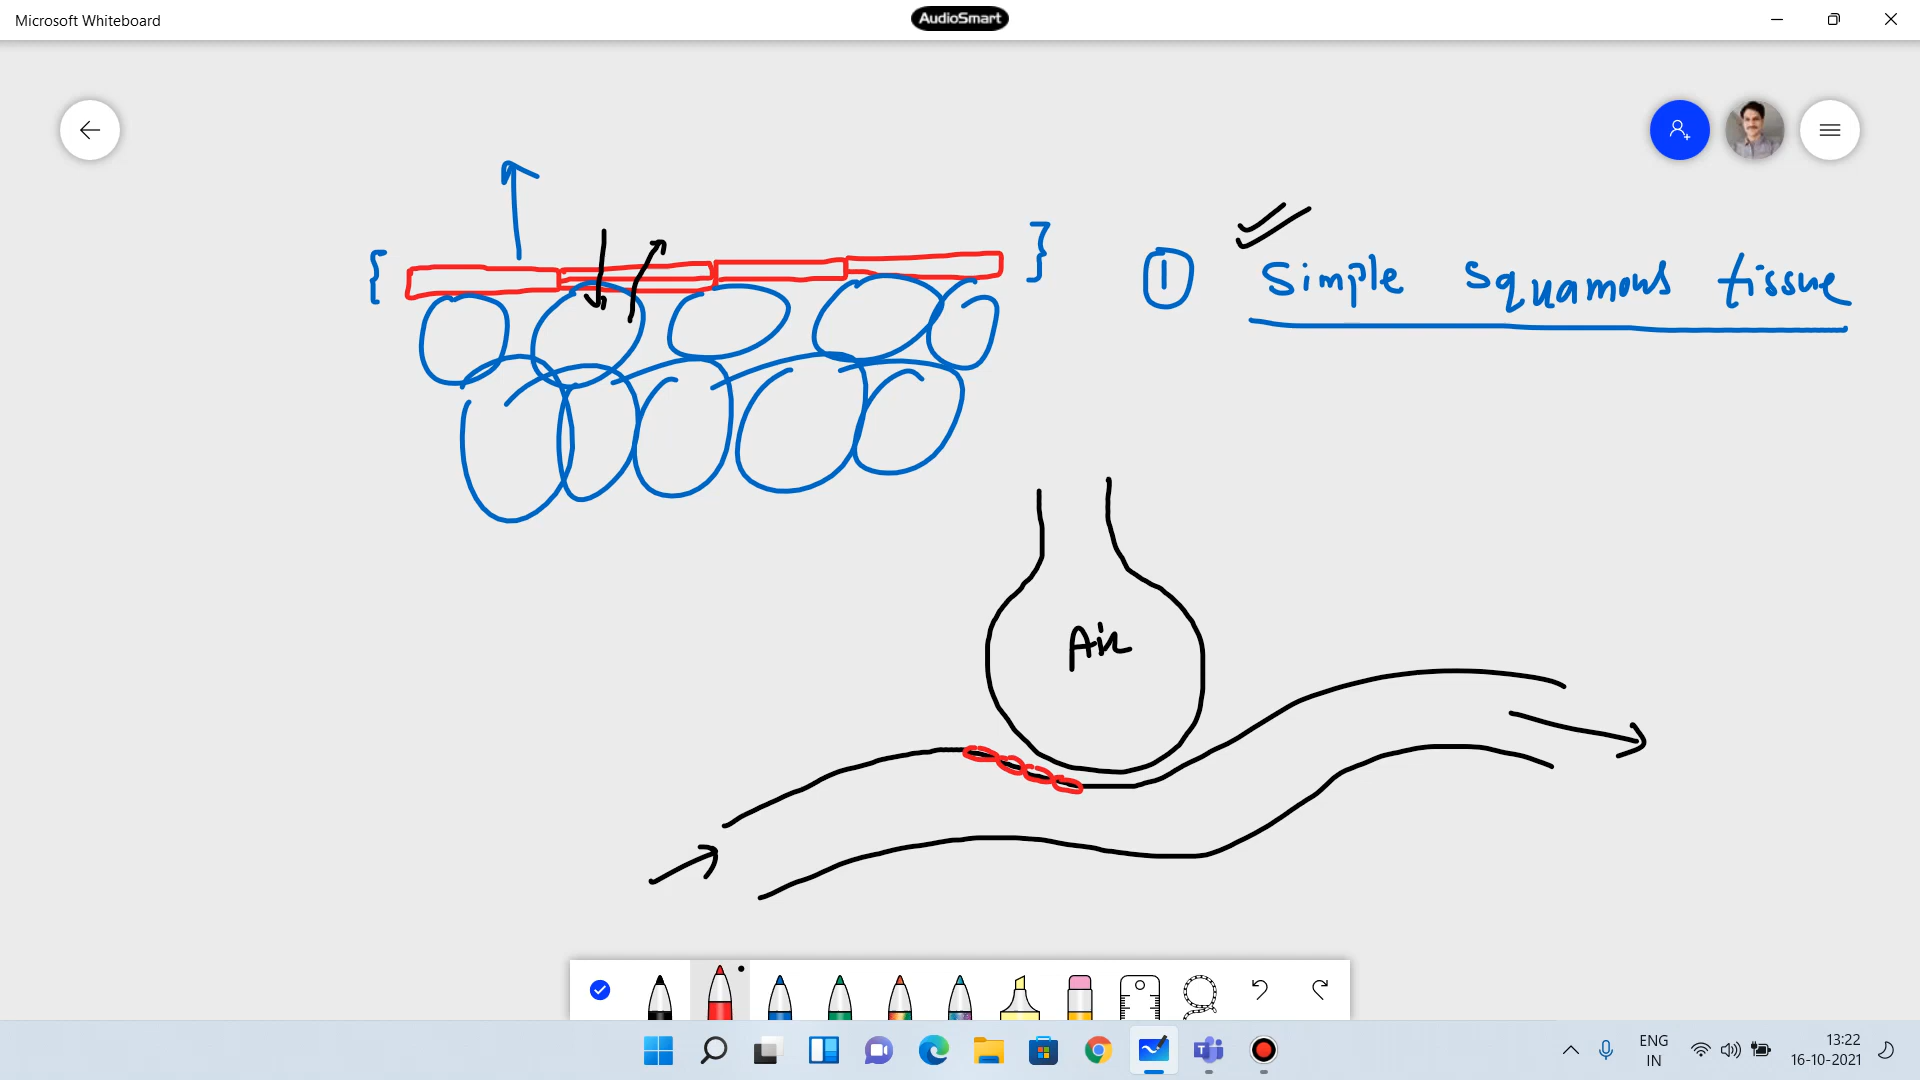 Microsoft Whiteboard
AudioSmart
① Simple Squamous tissue
Air
ENG
IN
13:22
16-10-2021